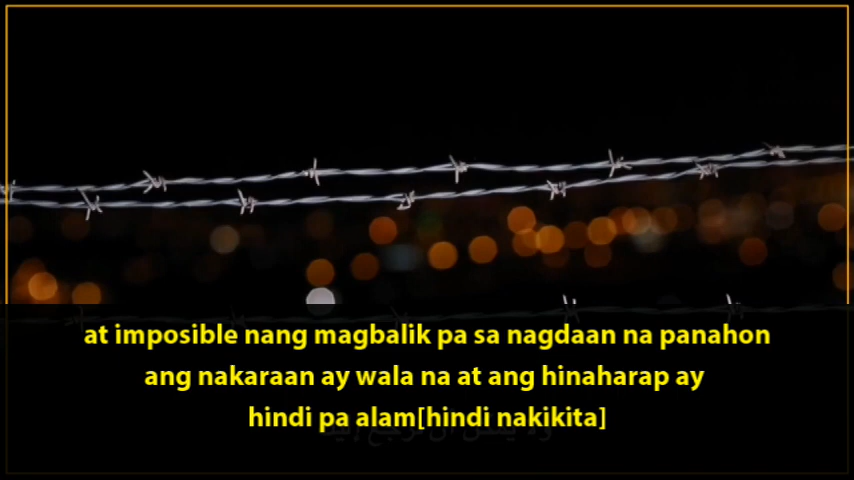 at imposible nang magbalik pa sa nagdaan na panahon
ang nakaraan ay wala na at ang hinaharap ay
hindi pa alam[hindi nakikita]